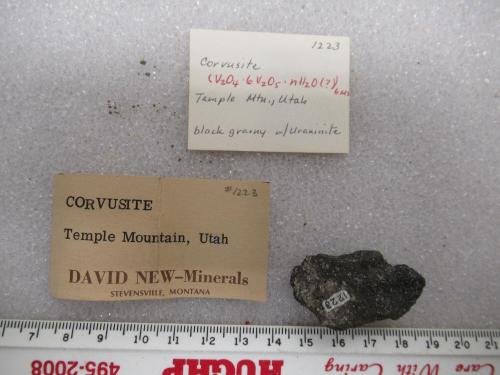 1223
Corvusite
(V2O4·6V2O5·nH2O(?))
Temple Mtn., Utah
black grainy w/Uraninite
#1223
CORVUSITE
Temple Mountain, Utah
DAVID NEW–Minerals
STEVENSVILLE, MONTANA
1223
7 8 9 10 11 12 13 14 15 16 17 18 19 20 21
495-2008
Care With Caring